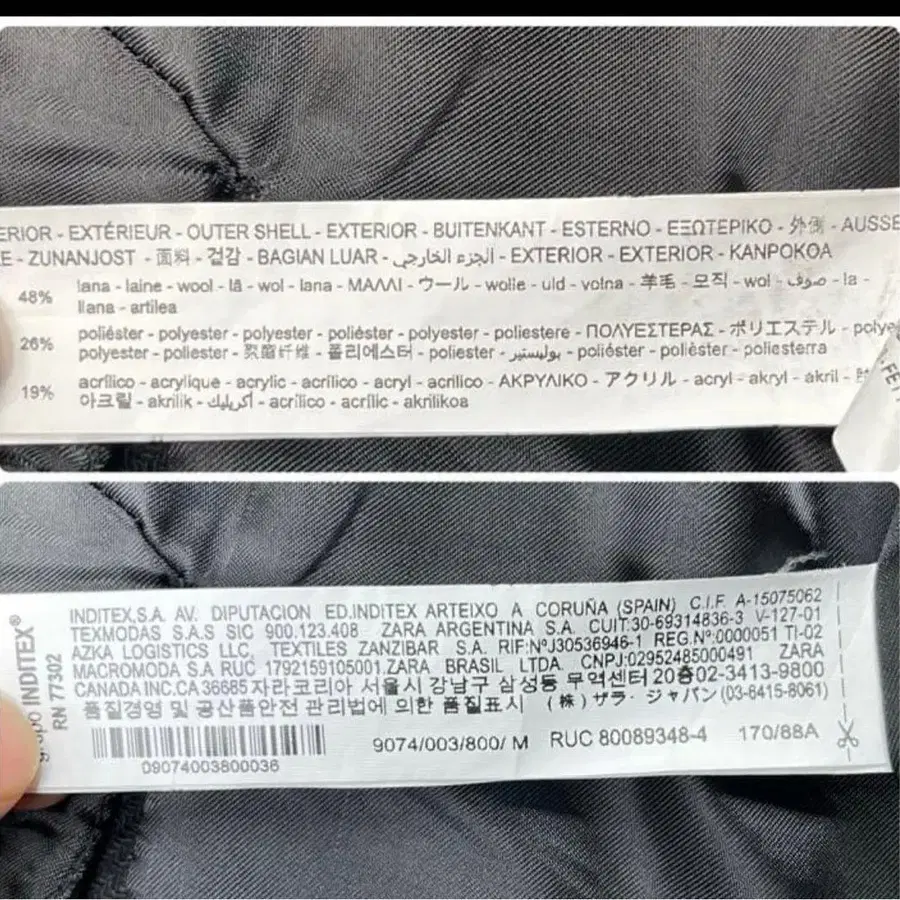 ERIOR - EXTÉRIEUR - OUTER SHELL - EXTERIOR - BUITENKANT - ESTERNO - ΕΞΩΤΕΡΙΚΟ - 外側 - AUSSE
E - ZUNANJOST - 面料 - 겉감 - BAGIAN LUAR - الجزء الخارجي - EXTERIOR - EXTERIOR - KANPOKOA
48% lana - laine - wool - lã - wol - lana - ΜΑΛΛΙ - ウール - wolle - uld - volna - 羊毛 - 모직 - wol - صوف - la -
llana - artilea
26% poliéster - polyester - polyester - poliéster - polyester - poliestere - ΠΟΛΥΕΣΤΕΡΑΣ - ポリエステル - polye
polyester - poliester - 聚酯纤维 - 폴리에스터 - poliester - بوليستير - polióster - polièster - poliesterra
19% acrílico - acrylique - acrylic - acrílico - acryl - acrilico - ΑΚΡΥΛΙΚΟ - アクリル - acryl - akryl - akril -
아크릴 - akrilik - أكريليك - acrílico - acrílic - akrilikoa
grupo INDITEX®
RN 77302
INDITEX,S.A. AV. DIPUTACION ED.INDITEX ARTEIXO A CORUÑA (SPAIN) C.I.F. A-15075062
TEXMODAS S.A.S SIC 900.123.408 ZARA ARGENTINA S.A. CUIT:30-69314836-3 V-127-01
AZKA LOGISTICS LLC, TEXTILES ZANZIBAR S.A. RIF:NºJ30536946-1 REG.Nº:0000051 TI-02
MACROMODA S.A RUC 1792159105001.ZARA BRASIL LTDA. CNPJ:02952485000491 ZARA
CANADA INC.CA 36685 자라코리아 서울시 강남구 삼성동 무역센터 20층02-3413-9800
품질경영 및 공산품안전 관리법에 의한 품질표시 (株) ザラ・ジャパン (03-6415-8061)
9074/003/800/ M RUC 80089348-4 170/88A
09074003800036